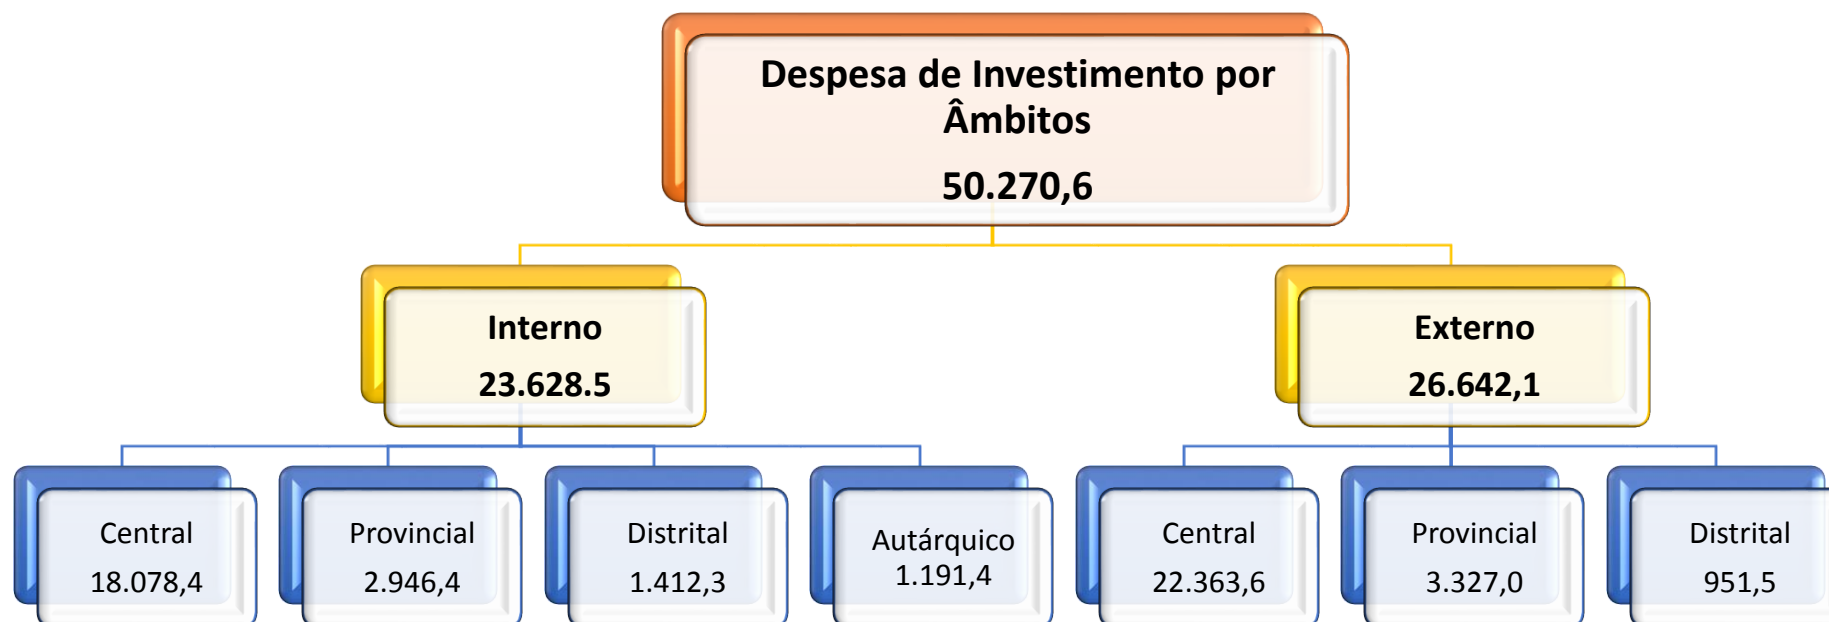 Despesa de Investimento por
Âmbitos
50.270,6
Interno
23.628.5
Externo
26.642,1
Central
18.078,4
Provincial
2.946,4
Distrital
1.412,3
Autárquico
1.191,4
Central
22.363,6
Provincial
3.327,0
Distrital
951,5